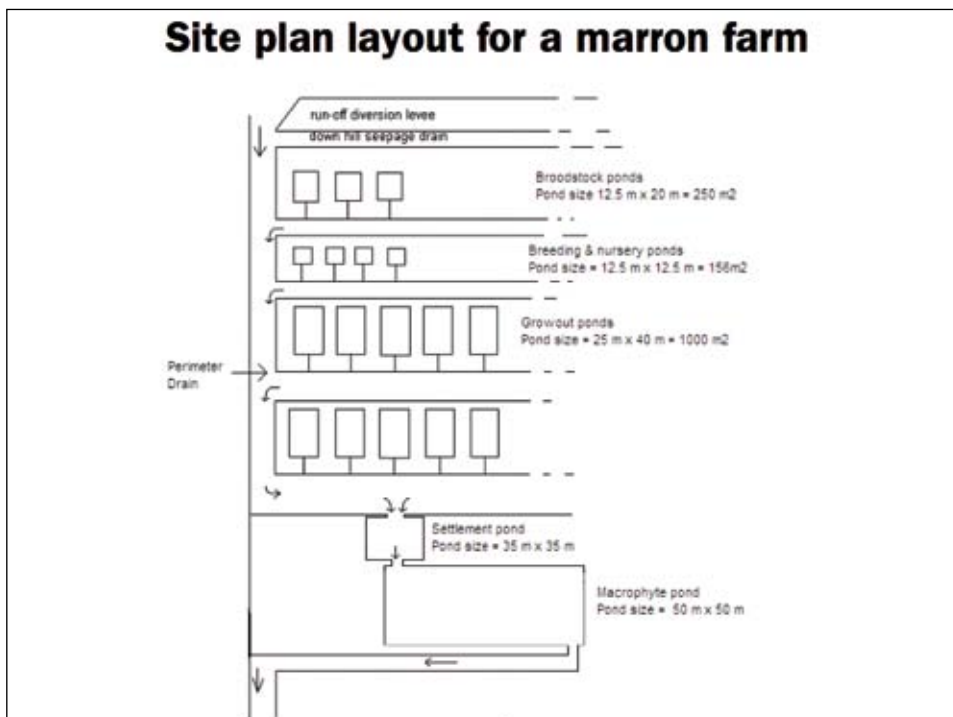 Site plan layout for a marron farm
run-off diversion levee
down hill seepage drain
Broodstock ponds
Pond size 12.5 m x 20 m = 250 m2
Breeding & nursery ponds
Pond size = 12.5 m x 12.5 m = 156m2
Growout ponds
Pond size = 25 m x 40 m = 1000 m2
Perimeter
Drain
Settlement pond
Pond size = 35 m x 35 m
Macrophyte pond
Pond size = 50 m x 50 m